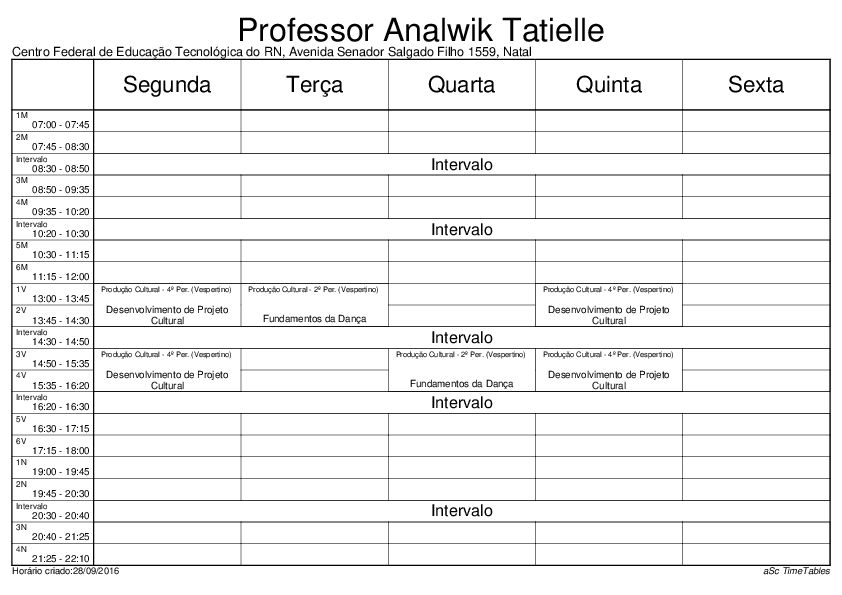 Professor Analwik Tatielle
Centro Federal de Educação Tecnológica do RN, Avenida Senador Salgado Filho 1559, Natal
Segunda Terça Quarta Quinta Sexta
1M
07:00 - 07:45
2M
07:45 - 08:30
Intervalo
08:30 - 08:50
Intervalo
3M
08:50 - 09:35
4M
09:35 - 10:20
Intervalo
10:20 - 10:30
Intervalo
5M
10:30 - 11:15
6M
11:15 - 12:00
1V
13:00 - 13:45
Produção Cultural - 4º Per. (Vespertino) Produção Cultural - 2º Per. (Vespertino) Produção Cultural - 4º Per. (Vespertino)
2V
13:45 - 14:30
Desenvolvimento de Projeto Cultural
Fundamentos da Dança
Desenvolvimento de Projeto Cultural
Intervalo
14:30 - 14:50
Intervalo
3V
14:50 - 15:35
Produção Cultural - 4º Per. (Vespertino) Produção Cultural - 2º Per. (Vespertino) Produção Cultural - 4º Per. (Vespertino)
4V
15:35 - 16:20
Desenvolvimento de Projeto Cultural
Fundamentos da Dança
Desenvolvimento de Projeto Cultural
Intervalo
16:20 - 16:30
Intervalo
5V
16:30 - 17:15
6V
17:15 - 18:00
1N
19:00 - 19:45
2N
19:45 - 20:30
Intervalo
20:30 - 20:40
Intervalo
3N
20:40 - 21:25
4N
21:25 - 22:10
Horário criado:28/09/2016 aSc TimeTables